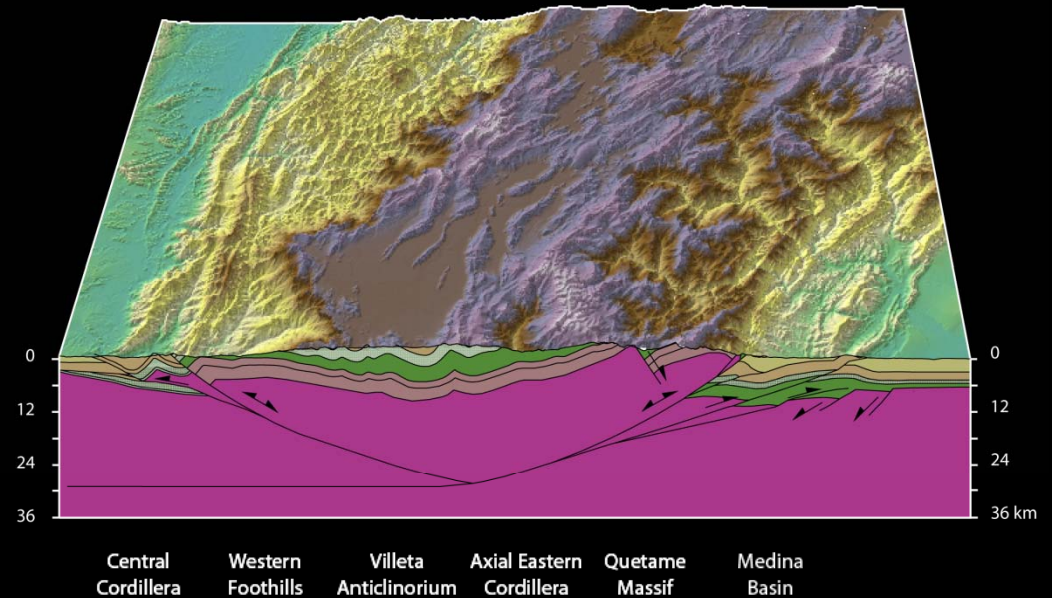 0
12
24
36
0
12
24
36 km
Central Cordillera
Western Foothills
Villeta Anticlinorium
Axial Eastern Cordillera
Quetame Massif
Medina Basin